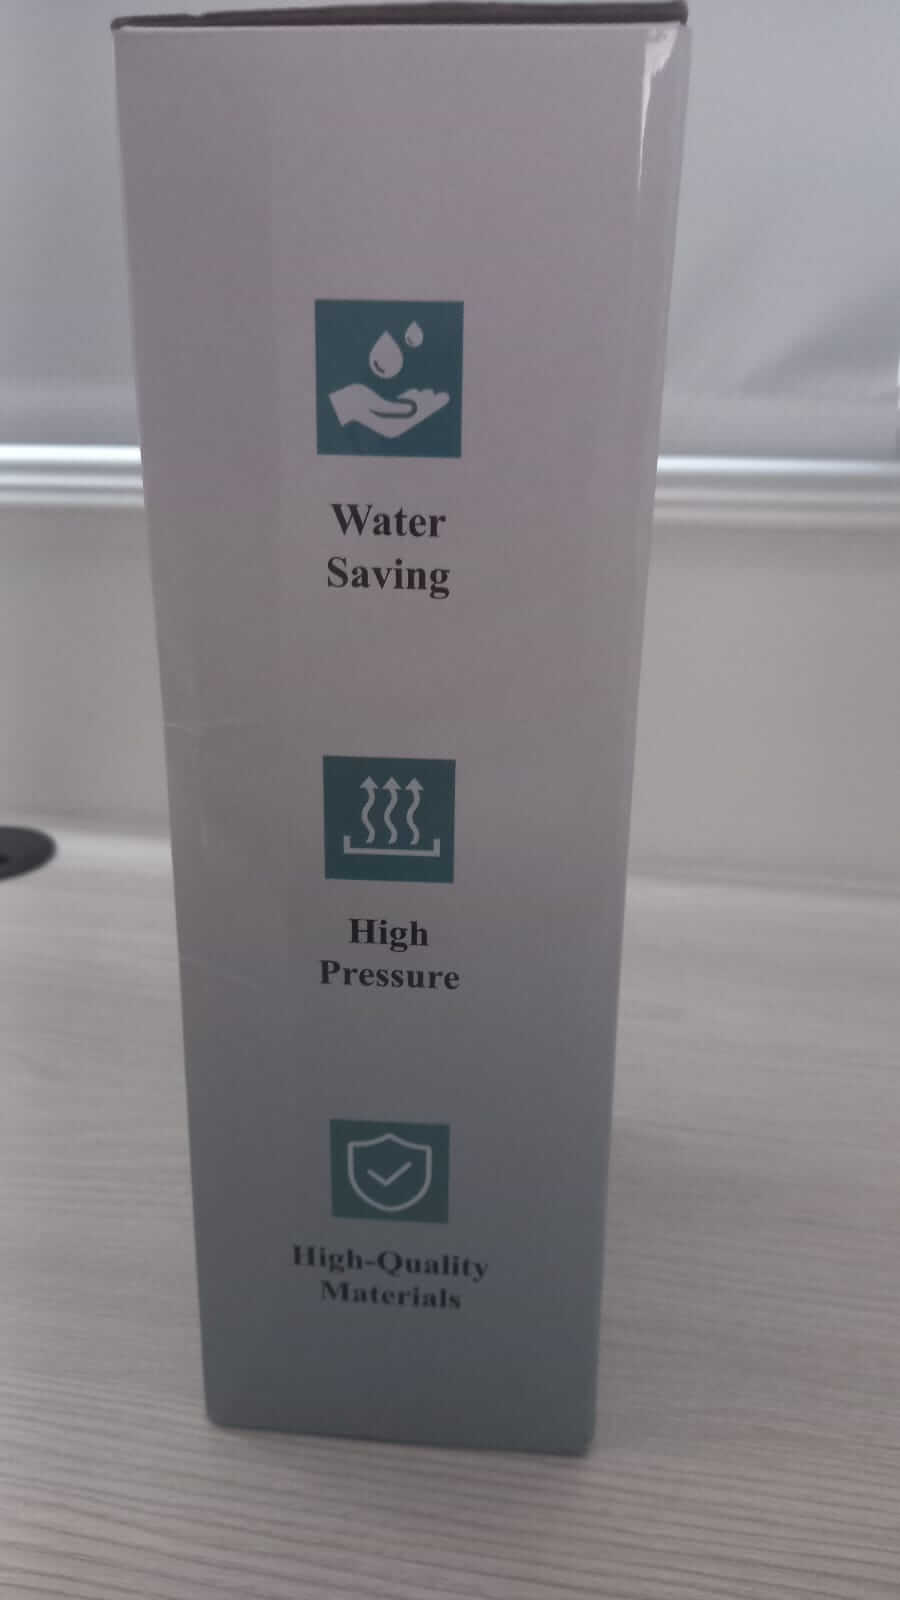 Water
Saving
High
Pressure
High-Quality
Materials